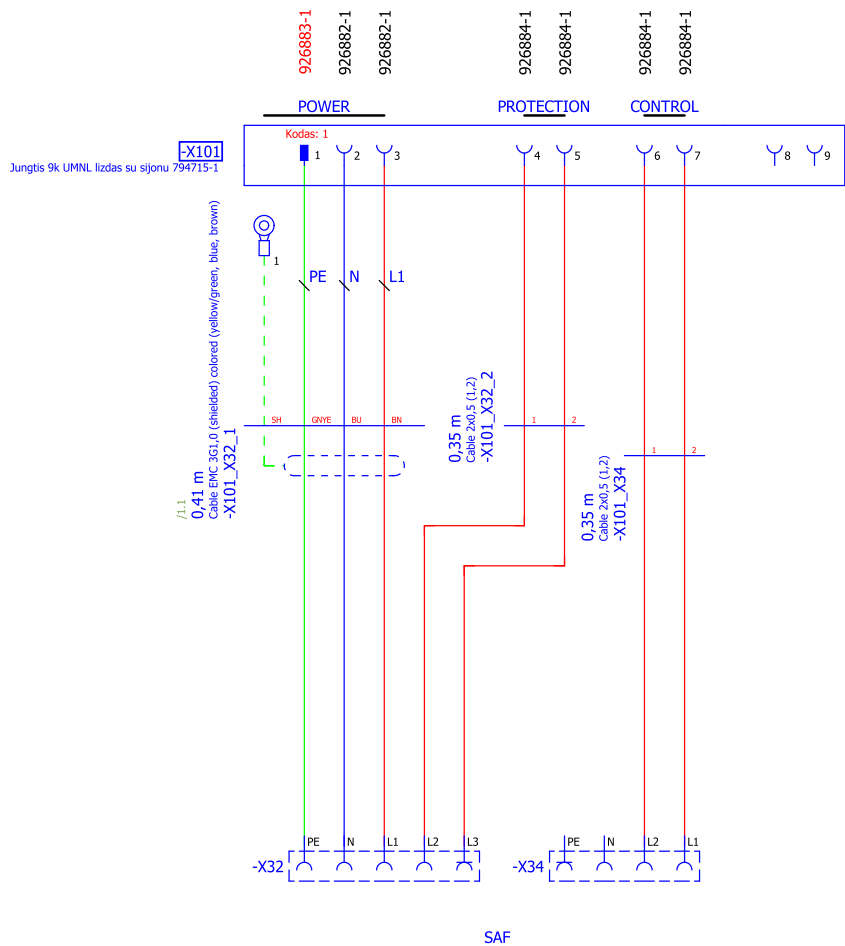 926883-1
926882-1
926882-1
926884-1
926884-1
926884-1
926884-1
POWER
PROTECTION
CONTROL
Kodas: 1
-X101
Jungtis 9k UMNL lizdas su sijonu 794715-1
1
2
3
4
5
6
7
8
9
1
PE
N
L1
/1.1
0,41 m
Cable EMC 3G1,0 (shielded) colored (yellow/green, blue, brown)
-X101_X32_1
SH
GNYE
BU
BN
0,35 m
Cable 2x0,5 (1,2)
-X101_X32_2
1
2
0,35 m
Cable 2x0,5 (1,2)
-X101_X34
1
2
-X32
PE
N
L1
L2
L3
-X34
PE
N
L2
L1
SAF